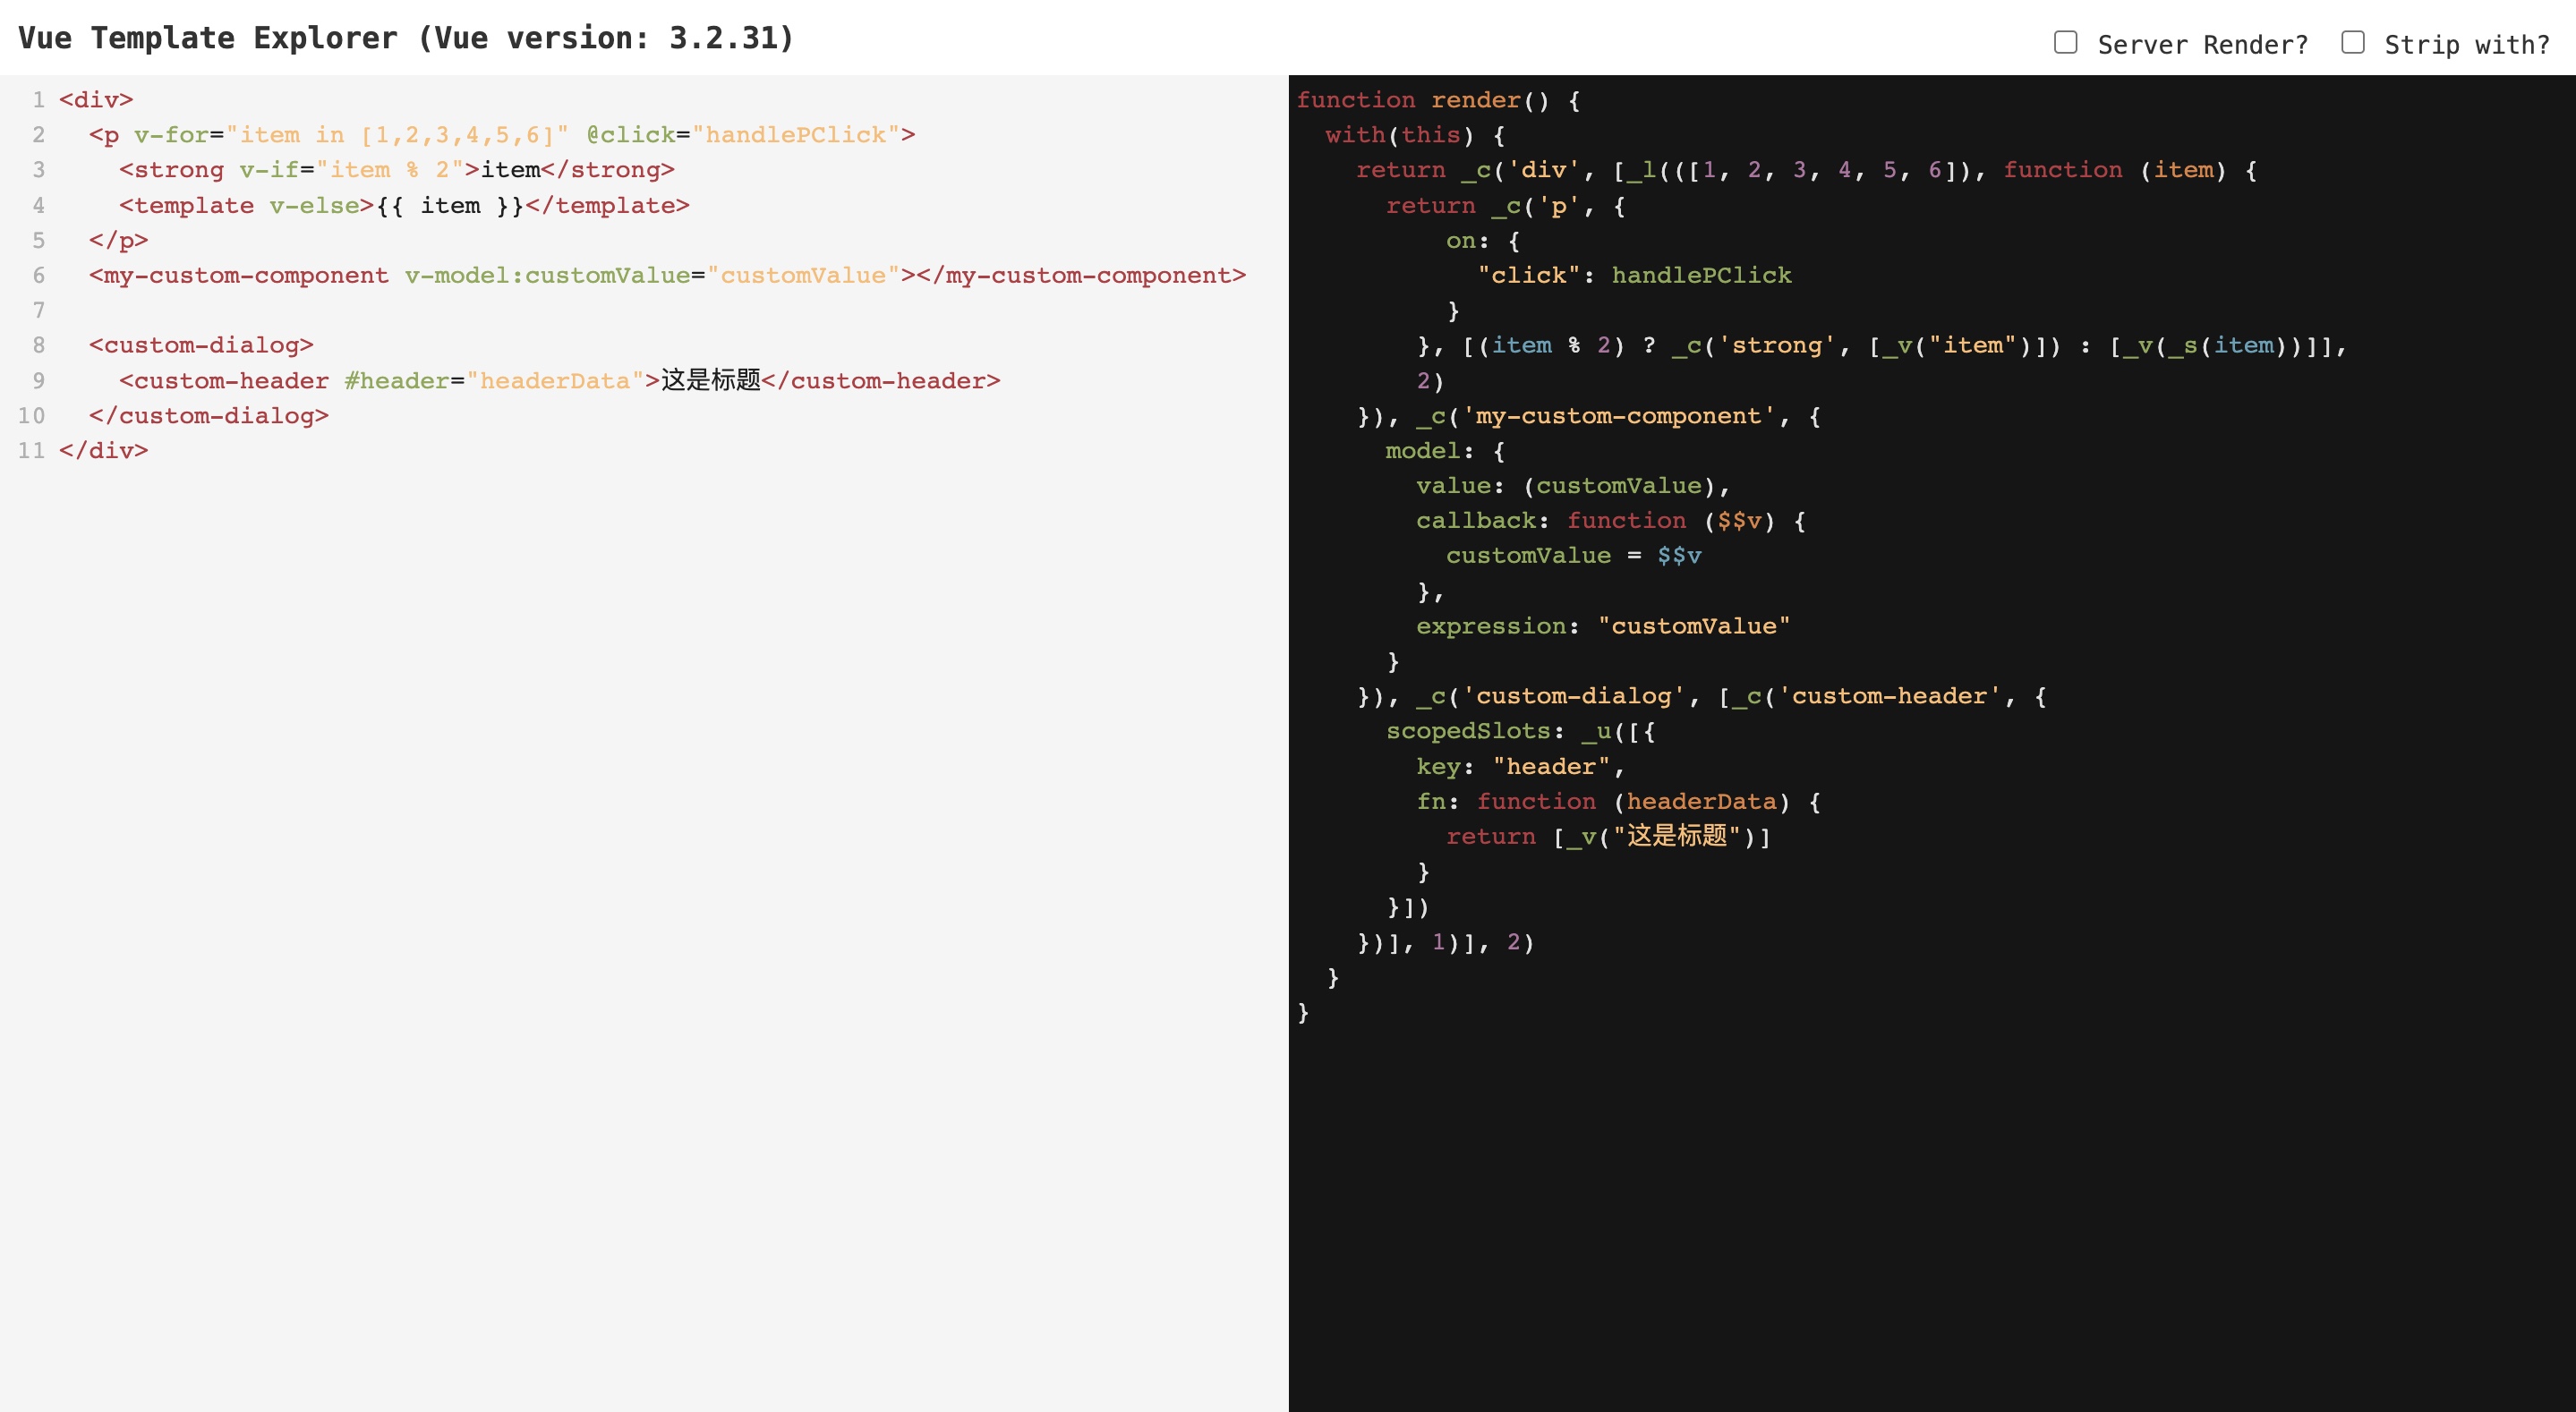 Vue Template Explorer (Vue version: 3.2.31)
Server Render? Strip with?
1 <div>
2   <p v-for="item in [1,2,3,4,5,6]" @click="handlePClick">
3     <strong v-if="item % 2">item</strong>
4     <template v-else>{{ item }}</template>
5   </p>
6   <my-custom-component v-model:customValue="customValue"></my-custom-component>
7
8   <custom-dialog>
9     <custom-header #header="headerData">这是标题</custom-header>
10   </custom-dialog>
11 </div>
function render() {
  with(this) {
    return _c('div', [_l(([1, 2, 3, 4, 5, 6]), function (item) {
      return _c('p', {
          on: {
            "click": handlePClick
          }
        }, [(item % 2) ? _c('strong', [_v("item")]) : [_v(_s(item))]],
        2)
    }), _c('my-custom-component', {
      model: {
        value: (customValue),
        callback: function ($$v) {
          customValue = $$v
        },
        expression: "customValue"
      }
    }), _c('custom-dialog', [_c('custom-header', {
      scopedSlots: _u([{
        key: "header",
        fn: function (headerData) {
          return [_v("这是标题")]
        }
      }])
    })], 1)], 2)
  }
}